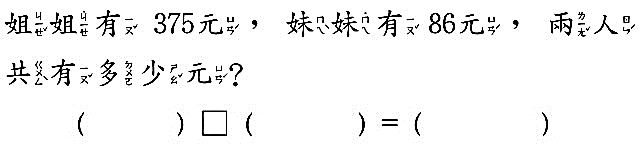 姐姐有 375元， 妹妹有 86元， 兩人
共有多少元？
(　　　) □ (　　　) = (　　　)